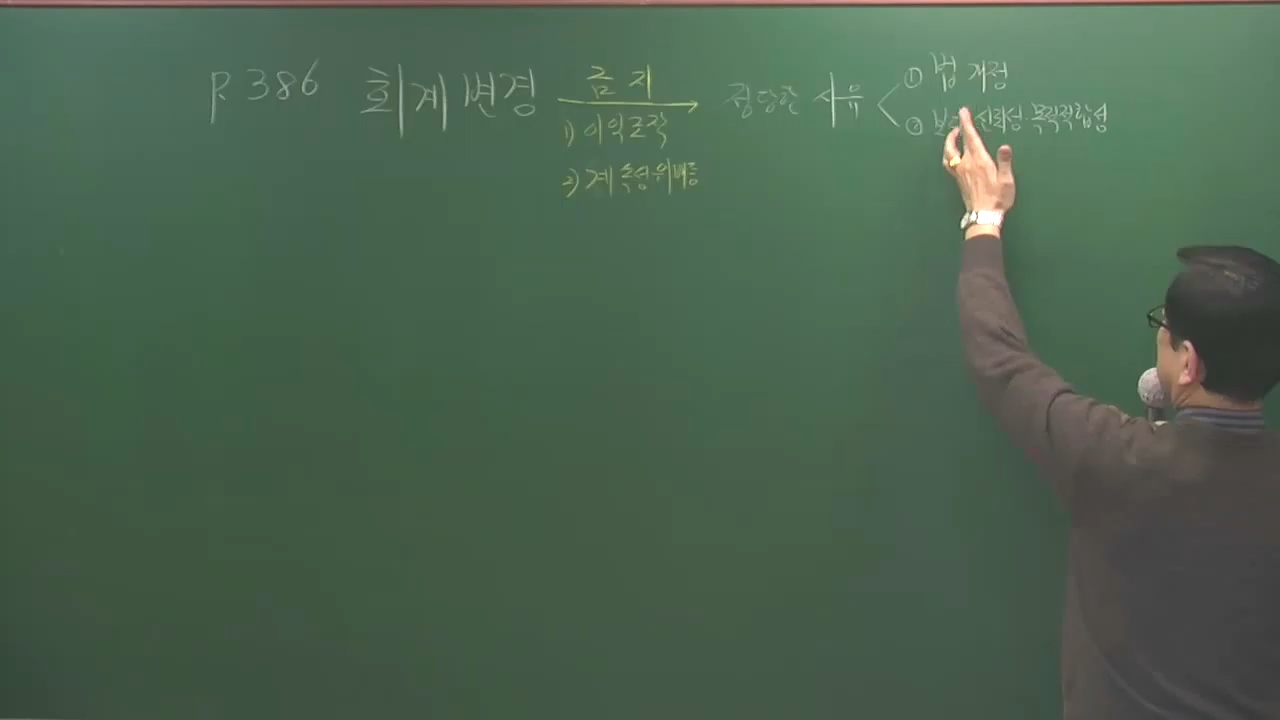 P. 386 회계변경 금지 정당한 사유 ① 법 개정
1) 이익조작 ② 신뢰성·목적적합성
2) 계속성 위배